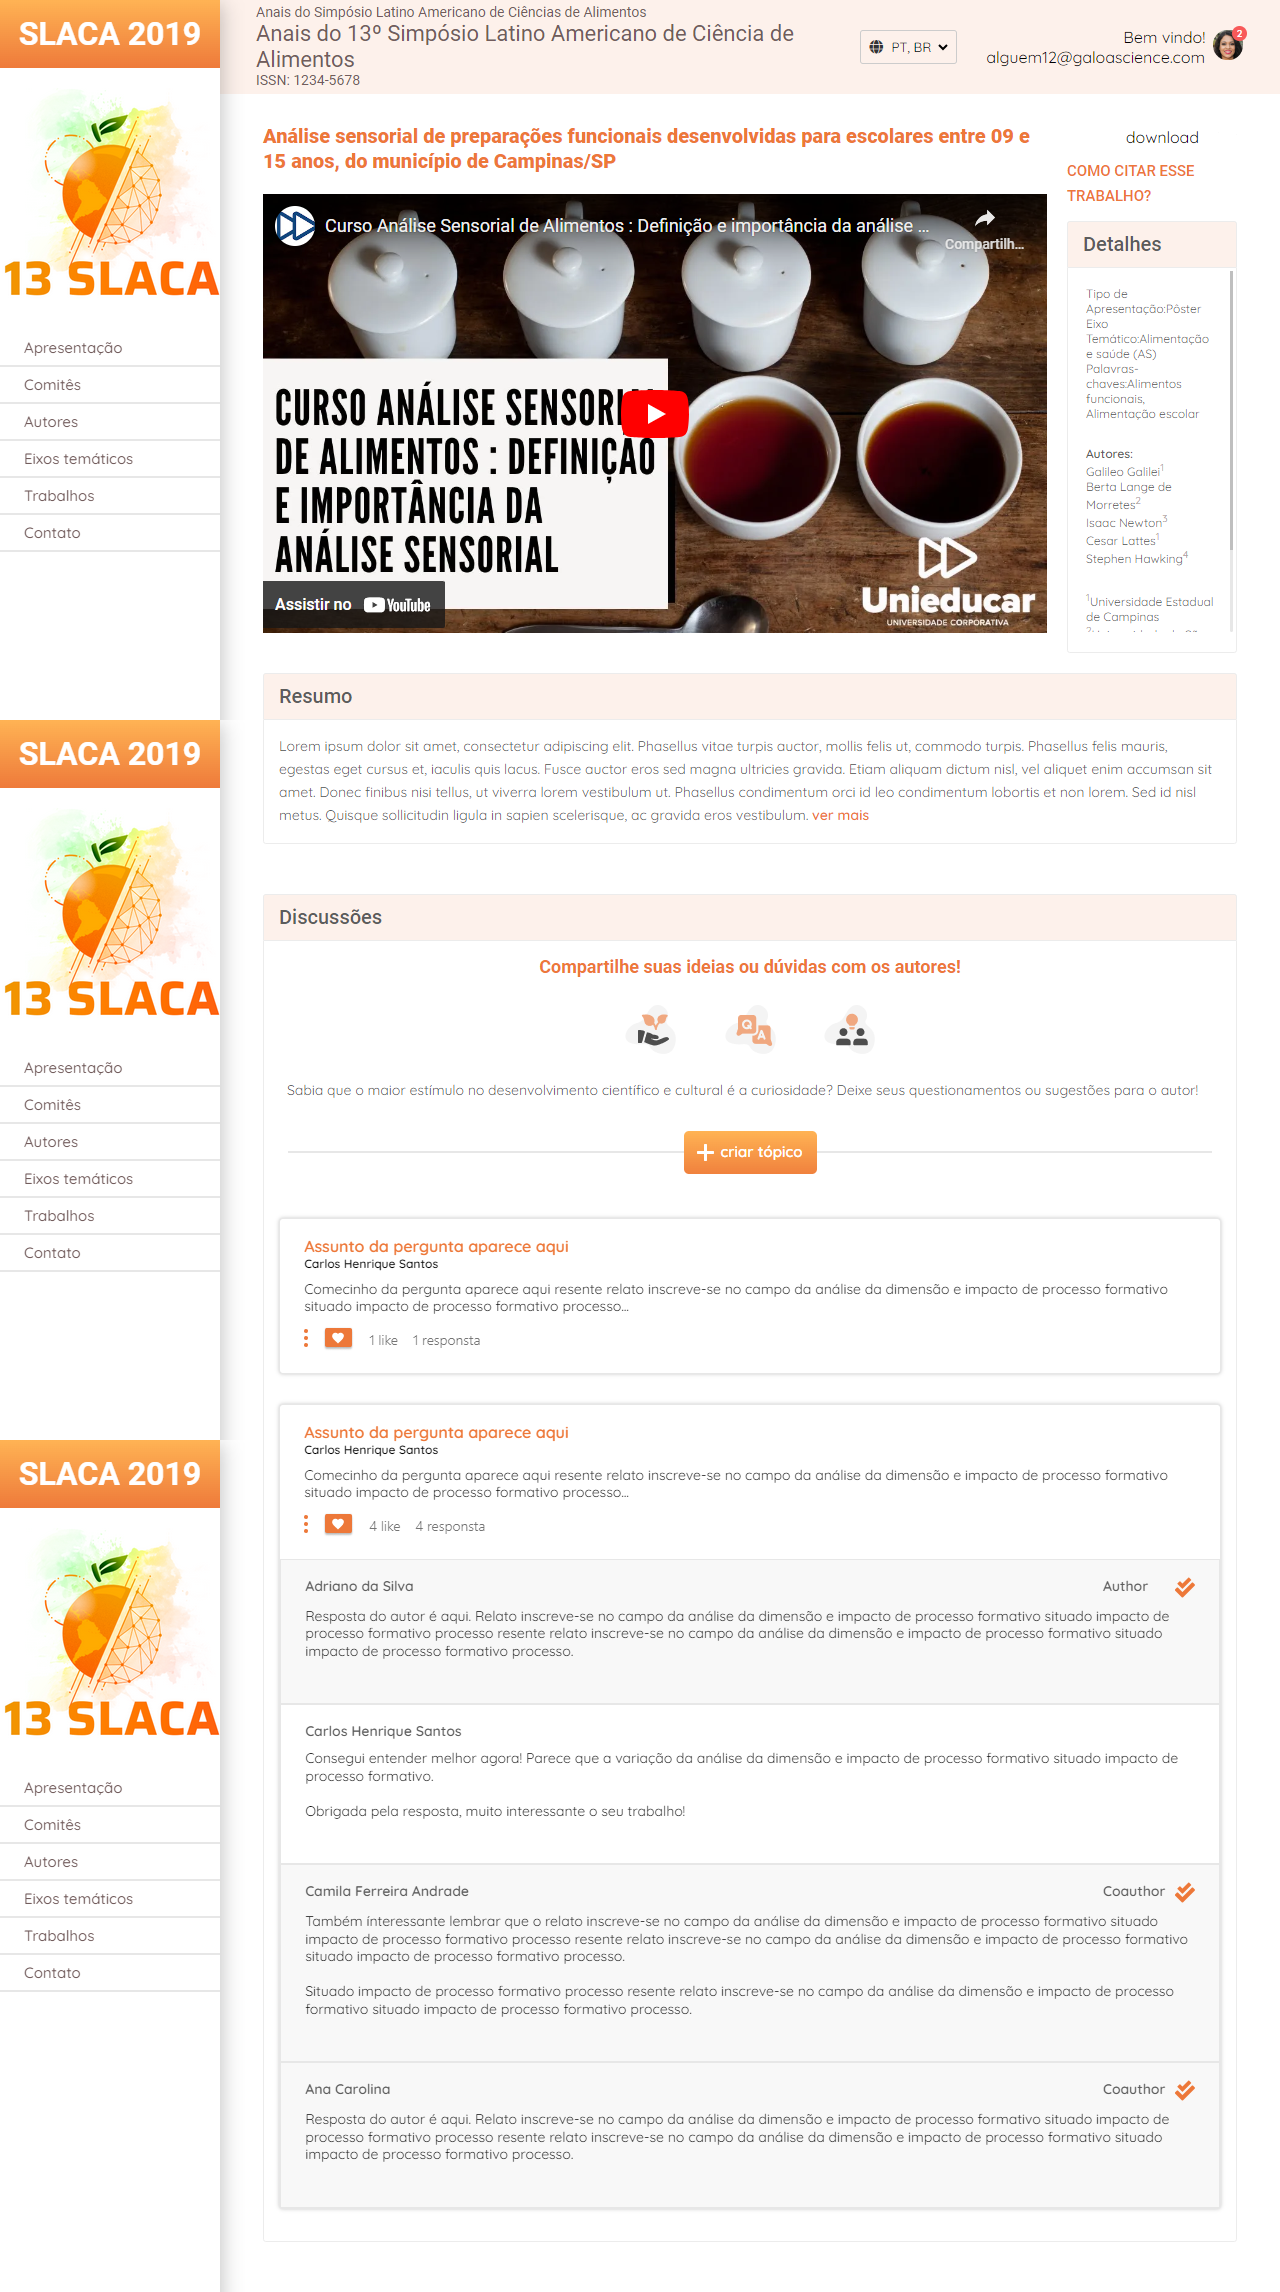 SLACA 2019
13 SLACA
Apresentação
Comitês
Autores
Eixos temáticos
Trabalhos
Contato
Anais do Simpósio Latino Americano de Ciências de Alimentos
Anais do 13º Simpósio Latino Americano de Ciência de
Alimentos
ISSN: 1234-5678
PT, BR
Bem vindo!
alguem12@galoascience.com
2
Análise sensorial de preparações funcionais desenvolvidas para escolares entre 09 e
15 anos, do município de Campinas/SP
Curso Análise Sensorial de Alimentos : Definição e importância da análise ...
Compartilh...
CURSO ANÁLISE SENSORIAL
DE ALIMENTOS : DEFINIÇÃO
E IMPORTÂNCIA DA
ANÁLISE SENSORIAL
Assistir no YouTube
Unieducar
UNIVERSIDADE CORPORATIVA
download
COMO CITAR ESSE
TRABALHO?
Detalhes
Tipo de
Apresentação:Pôster
Eixo
Temático:Alimentação
e saúde (AS)
Palavras-
chaves:Alimentos
funcionais,
Alimentação escolar
Autores:
Galileo Galilei1
Berta Lange de
Morretes2
Isaac Newton3
Cesar Lattes1
Stephen Hawking4
1Universidade Estadual
de Campinas
Resumo
Lorem ipsum dolor sit amet, consectetur adipiscing elit. Phasellus vitae turpis auctor, mollis felis ut, commodo turpis. Phasellus felis mauris,
egestas eget cursus et, iaculis quis lacus. Fusce auctor eros sed magna ultricies gravida. Etiam aliquam dictum nisl, vel aliquet enim accumsan sit
amet. Donec finibus nisi tellus, ut viverra lorem vestibulum ut. Phasellus condimentum orci id leo condimentum lobortis et non lorem. Sed id nisl
metus. Quisque sollicitudin ligula in sapien scelerisque, ac gravida eros vestibulum. ver mais
SLACA 2019
13 SLACA
Apresentação
Comitês
Autores
Eixos temáticos
Trabalhos
Contato
Discussões
Compartilhe suas ideias ou dúvidas com os autores!
Q
A
Sabia que o maior estímulo no desenvolvimento científico e cultural é a curiosidade? Deixe seus questionamentos ou sugestões para o autor!
criar tópico
Assunto da pergunta aparece aqui
Carlos Henrique Santos
Comecinho da pergunta aparece aqui resente relato inscreve-se no campo da análise da dimensão e impacto de processo formativo
situado impacto de processo formativo processo...
1 like 1 responsta
Assunto da pergunta aparece aqui
Carlos Henrique Santos
Comecinho da pergunta aparece aqui resente relato inscreve-se no campo da análise da dimensão e impacto de processo formativo
situado impacto de processo formativo processo...
4 like 4 responsta
SLACA 2019
13 SLACA
Apresentação
Comitês
Autores
Eixos temáticos
Trabalhos
Contato
Adriano da Silva
Author
Resposta do autor é aqui. Relato inscreve-se no campo da análise da dimensão e impacto de processo formativo situado impacto de
processo formativo processo resente relato inscreve-se no campo da análise da dimensão e impacto de processo formativo situado
impacto de processo formativo processo.
Carlos Henrique Santos
Consegui entender melhor agora! Parece que a variação da análise da dimensão e impacto de processo formativo situado impacto de
processo formativo.
Obrigada pela resposta, muito interessante o seu trabalho!
Camila Ferreira Andrade
Coauthor
Também ínteressante lembrar que o relato inscreve-se no campo da análise da dimensão e impacto de processo formativo situado
impacto de processo formativo processo resente relato inscreve-se no campo da análise da dimensão e impacto de processo formativo
situado impacto de processo formativo processo.
Situado impacto de processo formativo processo resente relato inscreve-se no campo da análise da dimensão e impacto de processo
formativo situado impacto de processo formativo processo.
Ana Carolina
Coauthor
Resposta do autor é aqui. Relato inscreve-se no campo da análise da dimensão e impacto de processo formativo situado impacto de
processo formativo processo resente relato inscreve-se no campo da análise da dimensão e impacto de processo formativo situado
impacto de processo formativo processo.